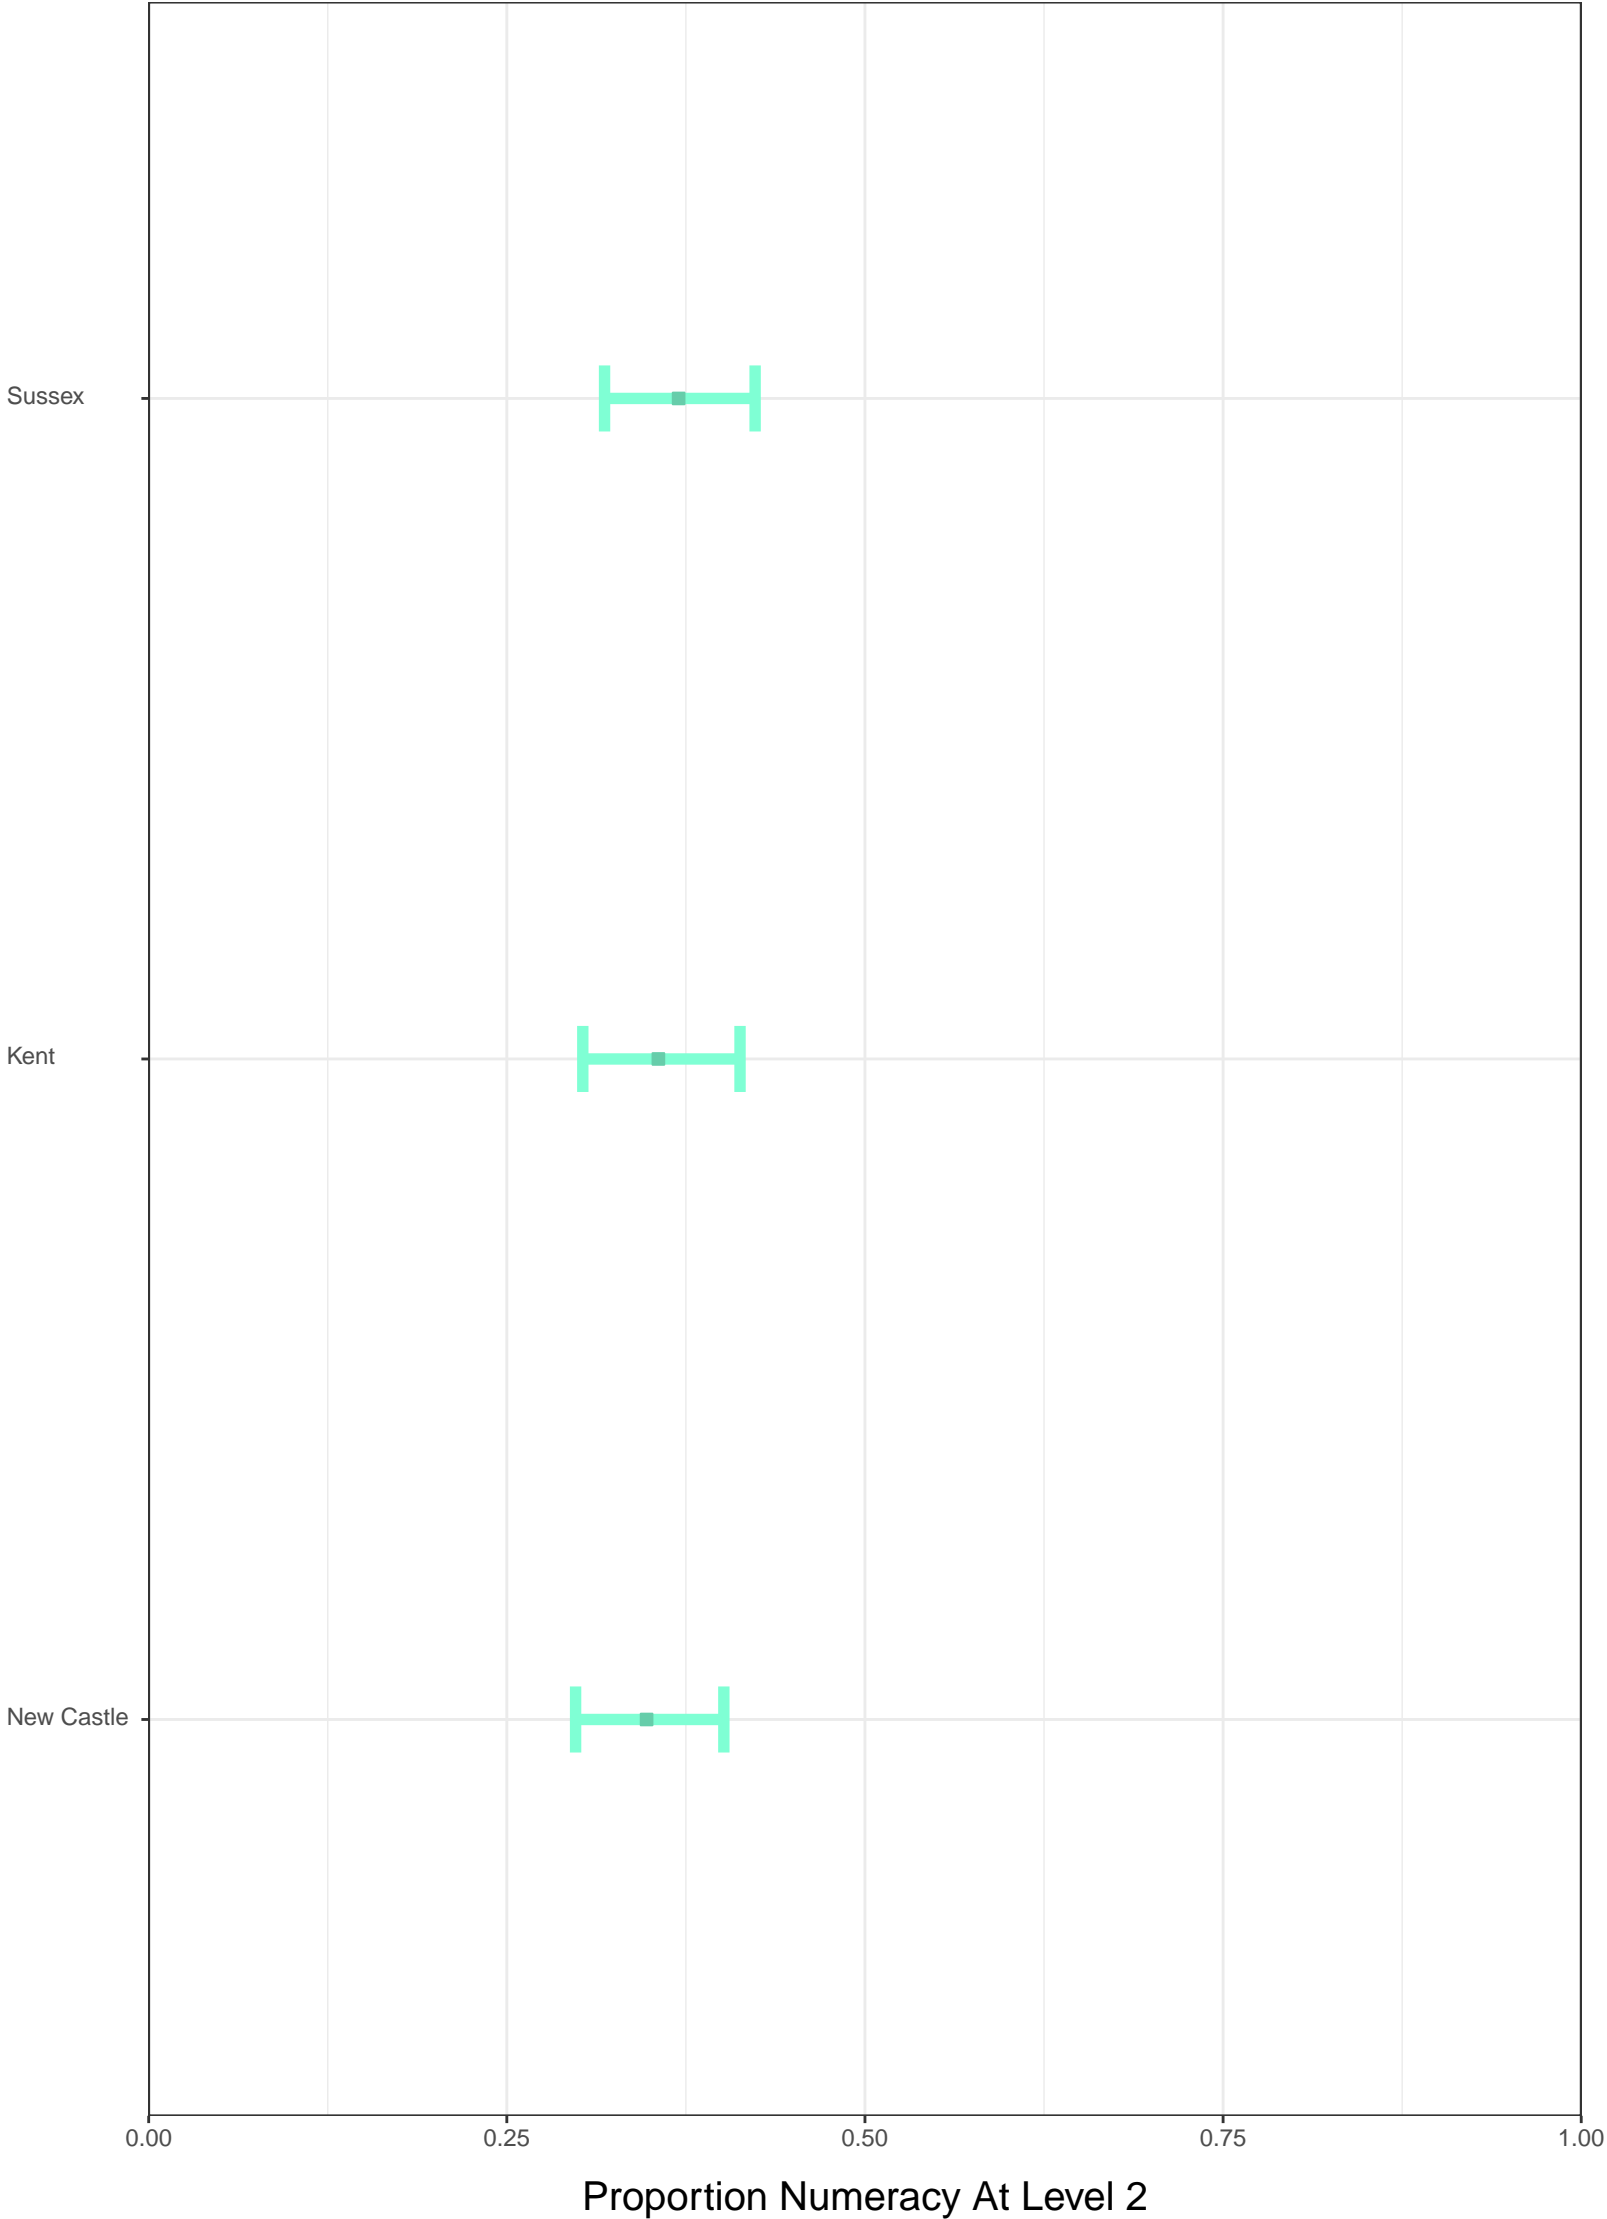 Sussex
Kent
New Castle
0.00 0.25 0.50 0.75 1.00
Proportion Numeracy At Level 2